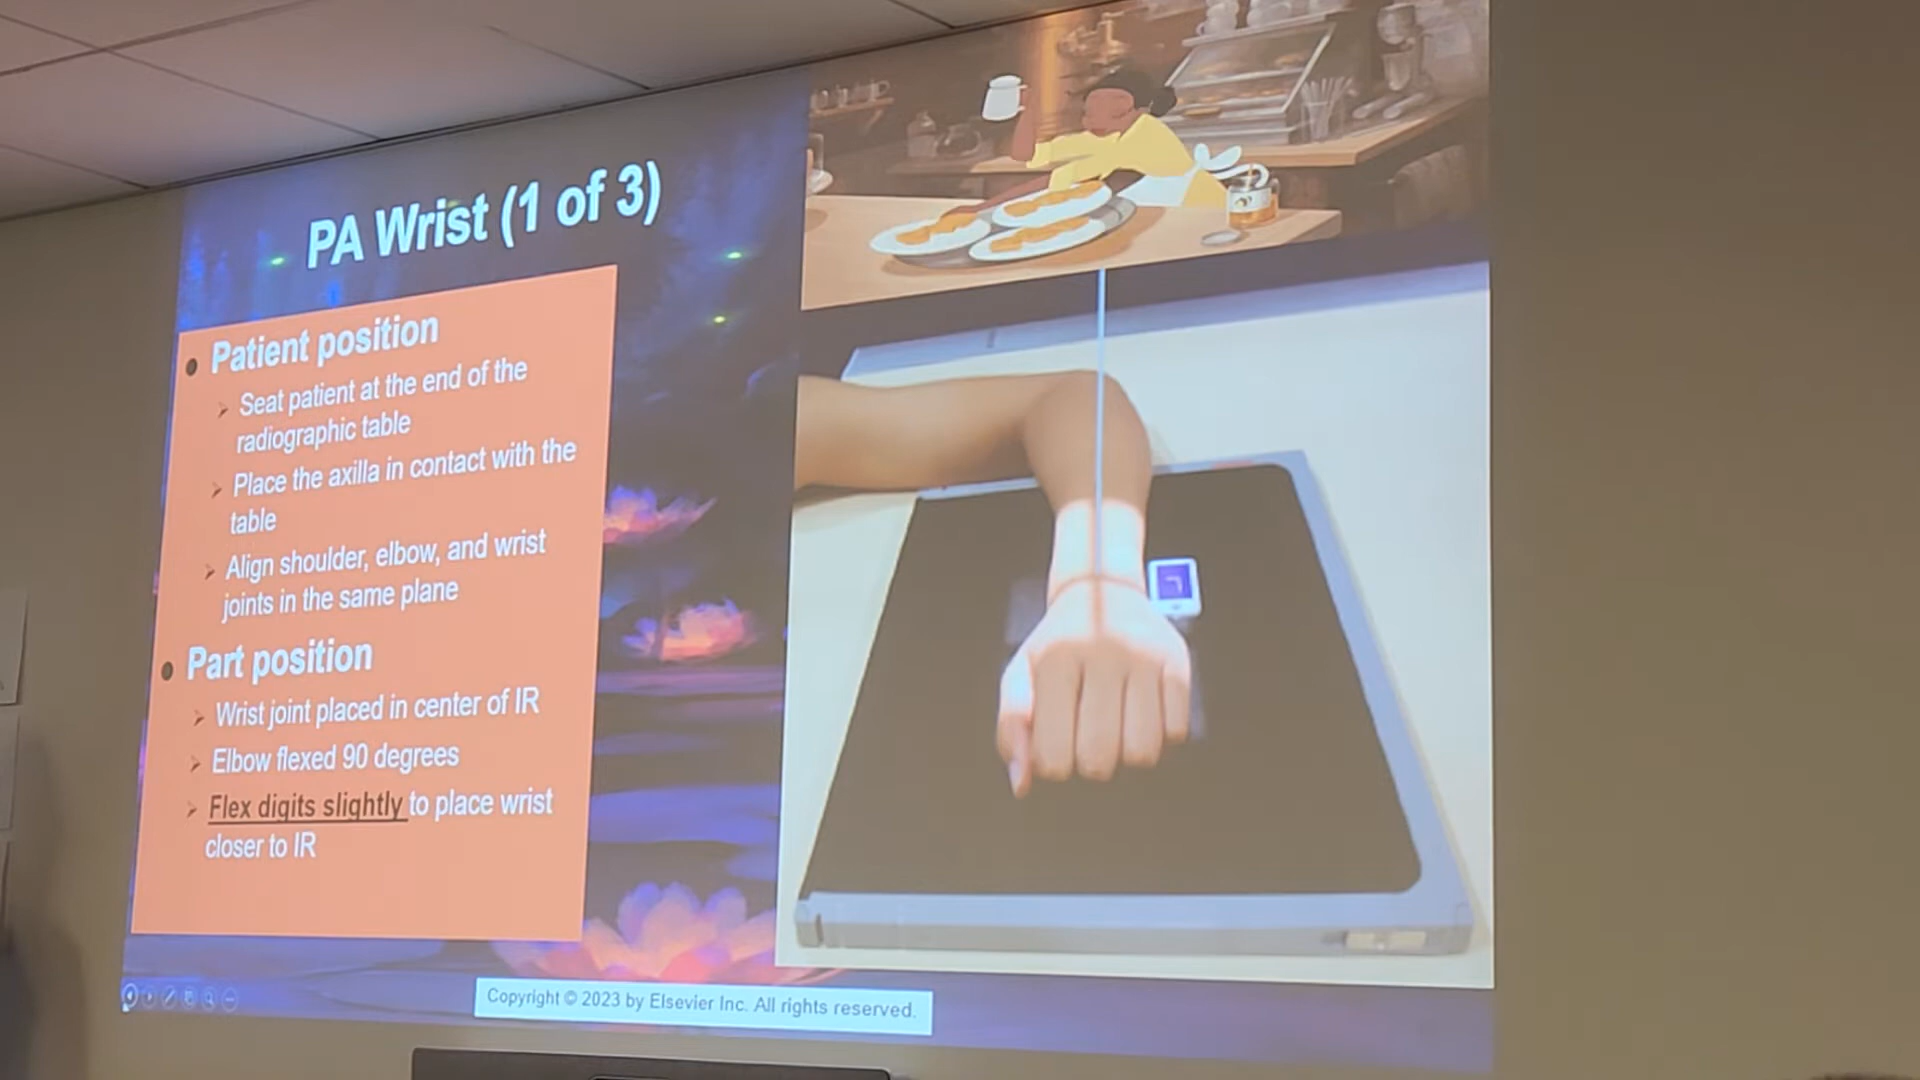 PA Wrist (1 of 3)
Patient position
Seat patient at the end of the
radiographic table
Place the axilla in contact with the
table
Align shoulder, elbow, and wrist
joints in the same plane
Part position
Wrist joint placed in center of IR
Elbow flexed 90 degrees
Flex digits slightly to place wrist
closer to IR
Copyright © 2023 by Elsevier Inc. All rights reserved.